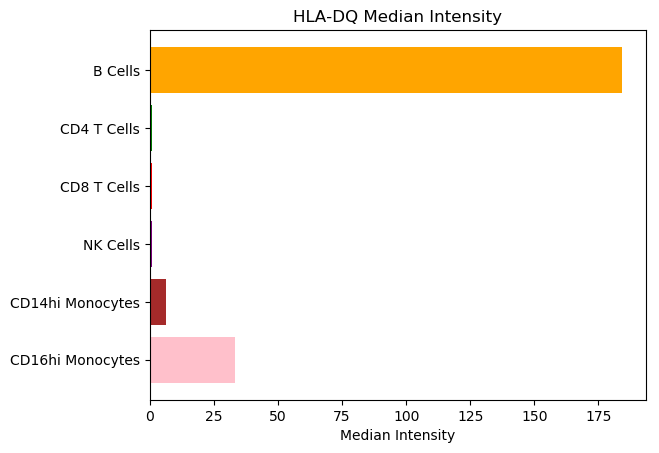 HLA-DQ Median Intensity
B Cells
CD4 T Cells
CD8 T Cells
NK Cells
CD14hi Monocytes
CD16hi Monocytes
0 25 50 75 100 125 150 175
Median Intensity